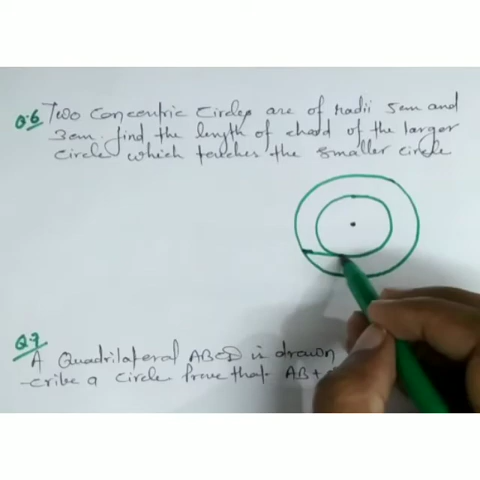 Q.6 Two Concentric Circles are of radii 5cm and
3cm. find the length of chord of the larger
Circle which touches the smaller circle
Q.7
A Quadrilateral ABCD is drawn
-cribe a Circle prove that AB+